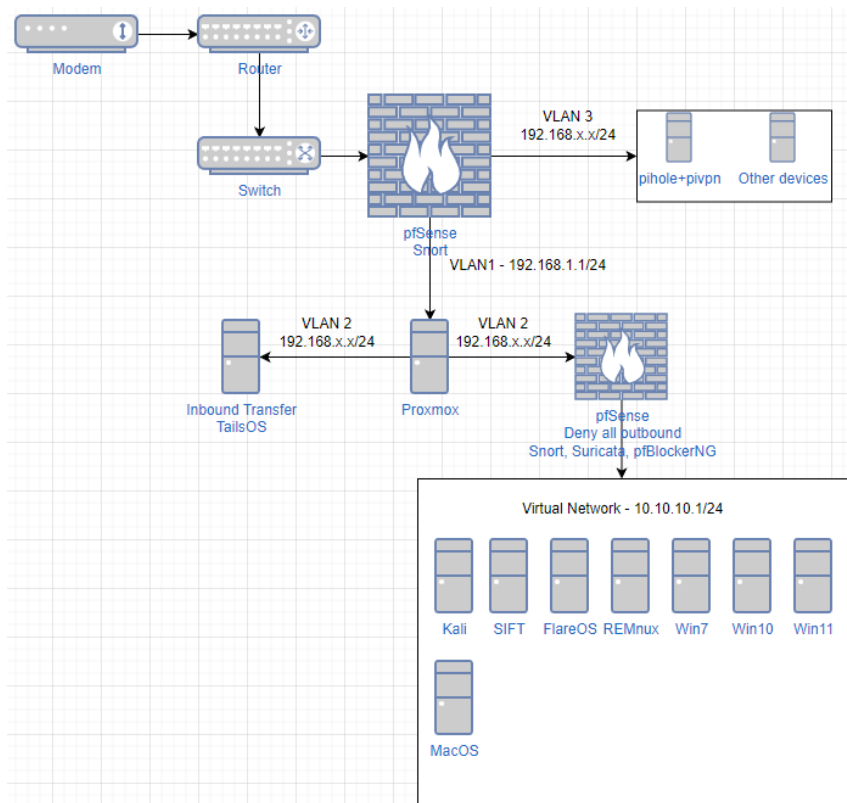 Modem
Router
Switch
pfSense
Snort
VLAN 3
192.168.x.x/24
pihole+pivpn
Other devices
VLAN1 - 192.168.1.1/24
VLAN 2
192.168.x.x/24
VLAN 2
192.168.x.x/24
Inbound Transfer
TailsOS
Proxmox
pfSense
Deny all outbound
Snort, Suricata, pfBlockerNG
Virtual Network - 10.10.10.1/24
Kali
SIFT
FlareOS
REMnux
Win7
Win10
Win11
MacOS